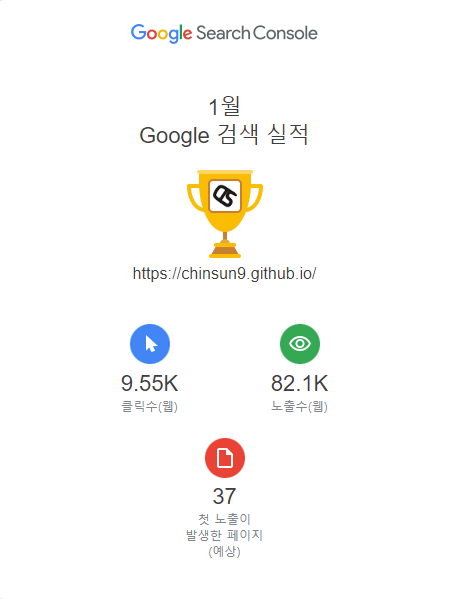 Google Search Console
1월
Google 검색 실적
https://chinsun9.github.io/
9.55K
클릭수(웹)
82.1K
노출수(웹)
37
첫 노출이
발생한 페이지
(예상)